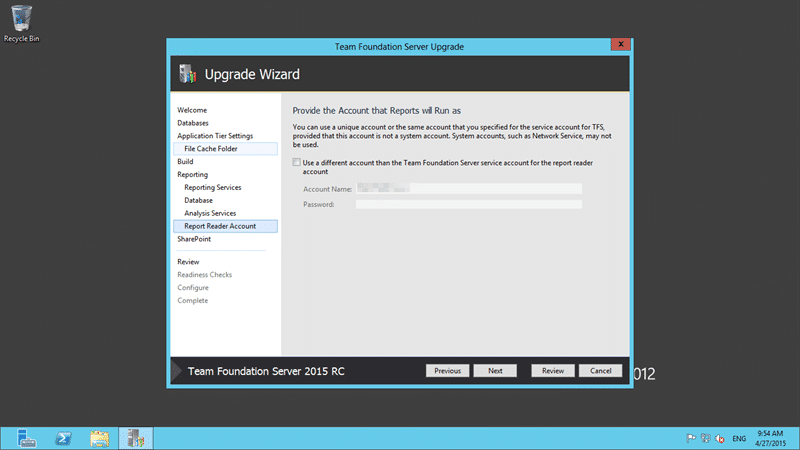 Recycle Bin
Team Foundation Server Upgrade
x
Upgrade Wizard
Welcome
Databases
Application Tier Settings
File Cache Folder
Build
Reporting
Reporting Services
Database
Analysis Services
Report Reader Account
SharePoint
Review
Readiness Checks
Configure
Complete
Provide the Account that Reports will Run as
You can use a unique account or the same account that you specified for the service account for TFS,
provided that this account is not a system account. System accounts, such as Network Service, may not
be used.
Use a different account than the Team Foundation Server service account for the report reader
account
Account Name:
Password:
Team Foundation Server 2015 RC
Previous
Next
Review
Cancel
012
ENG
9:54 AM
4/27/2015